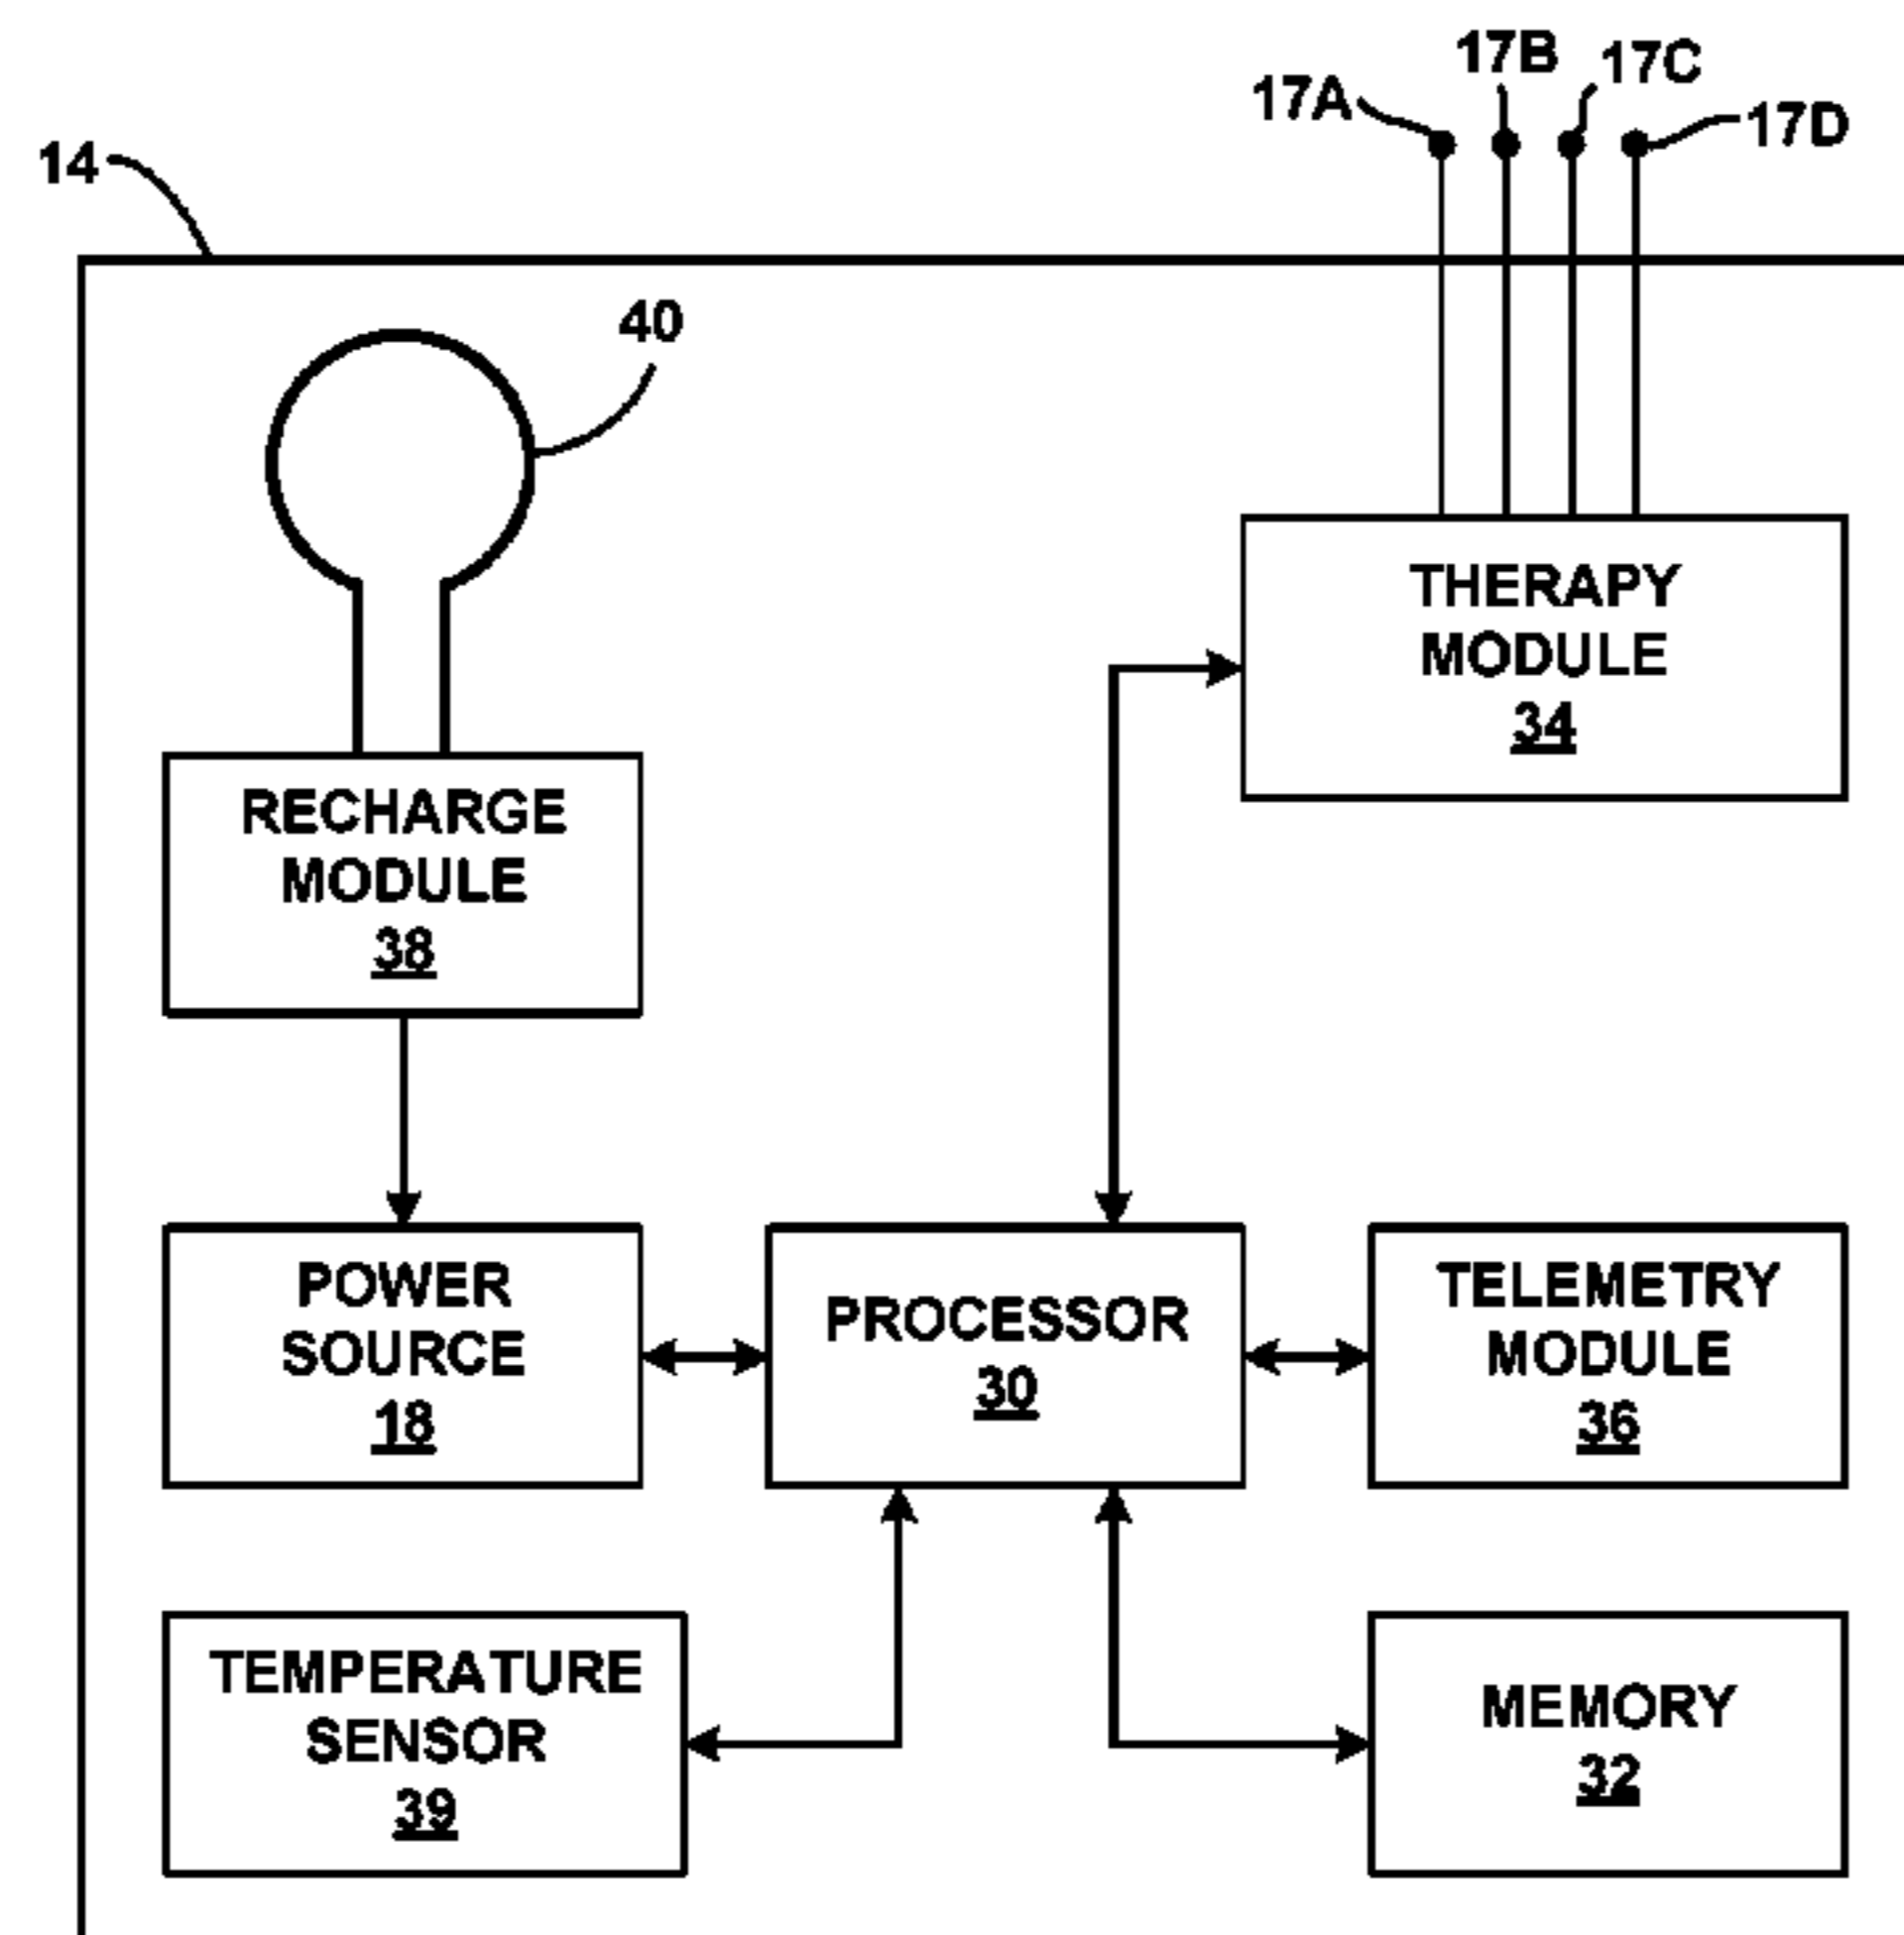 17B
17C
17A
17D
14
40
THERAPY
MODULE
34
RECHARGE
MODULE
38
POWER
SOURCE
18
PROCESSOR
30
TELEMETRY
MODULE
36
TEMPERATURE
SENSOR
39
MEMORY
32